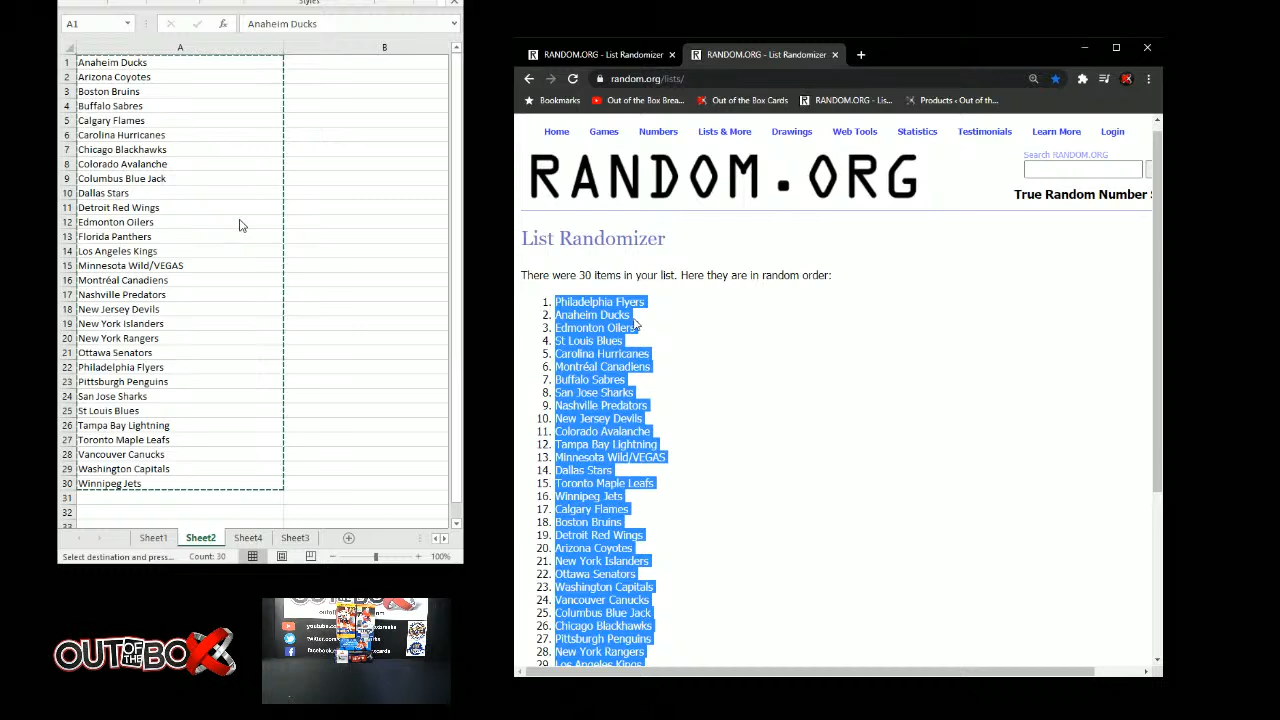 Styles
A1
fx
Anaheim Ducks
A
B
1 Anaheim Ducks
2 Arizona Coyotes
3 Boston Bruins
4 Buffalo Sabres
5 Calgary Flames
6 Carolina Hurricanes
7 Chicago Blackhawks
8 Colorado Avalanche
9 Columbus Blue Jack
10 Dallas Stars
11 Detroit Red Wings
12 Edmonton Oilers
13 Florida Panthers
14 Los Angeles Kings
15 Minnesota Wild/VEGAS
16 Montréal Canadiens
17 Nashville Predators
18 New Jersey Devils
19 New York Islanders
20 New York Rangers
21 Ottawa Senators
22 Philadelphia Flyers
23 Pittsburgh Penguins
24 San Jose Sharks
25 St Louis Blues
26 Tampa Bay Lightning
27 Toronto Maple Leafs
28 Vancouver Canucks
29 Washington Capitals
30 Winnipeg Jets
31
32
33
Sheet1 Sheet2 Sheet4 Sheet3
Select destination and press... Count: 30 100%
OUT OF THE BOX
RANDOM.ORG - List Randomizer
RANDOM.ORG - List Randomizer
random.org/lists/
Bookmarks Out of the Box Brea... Out of the Box Cards RANDOM.ORG - Lis... Products ‹ Out of th...
Home Games Numbers Lists & More Drawings Web Tools Statistics Testimonials Learn More Login
RANDOM.ORG
Search RANDOM.ORG
True Random Number
List Randomizer
There were 30 items in your list. Here they are in random order:
1. Philadelphia Flyers
2. Anaheim Ducks
3. Edmonton Oilers
4. St Louis Blues
5. Carolina Hurricanes
6. Montréal Canadiens
7. Buffalo Sabres
8. San Jose Sharks
9. Nashville Predators
10. New Jersey Devils
11. Colorado Avalanche
12. Tampa Bay Lightning
13. Minnesota Wild/VEGAS
14. Dallas Stars
15. Toronto Maple Leafs
16. Winnipeg Jets
17. Calgary Flames
18. Boston Bruins
19. Detroit Red Wings
20. Arizona Coyotes
21. New York Islanders
22. Ottawa Senators
23. Washington Capitals
24. Vancouver Canucks
25. Columbus Blue Jack
26. Chicago Blackhawks
27. Pittsburgh Penguins
28. New York Rangers
29. Los Angeles Kings